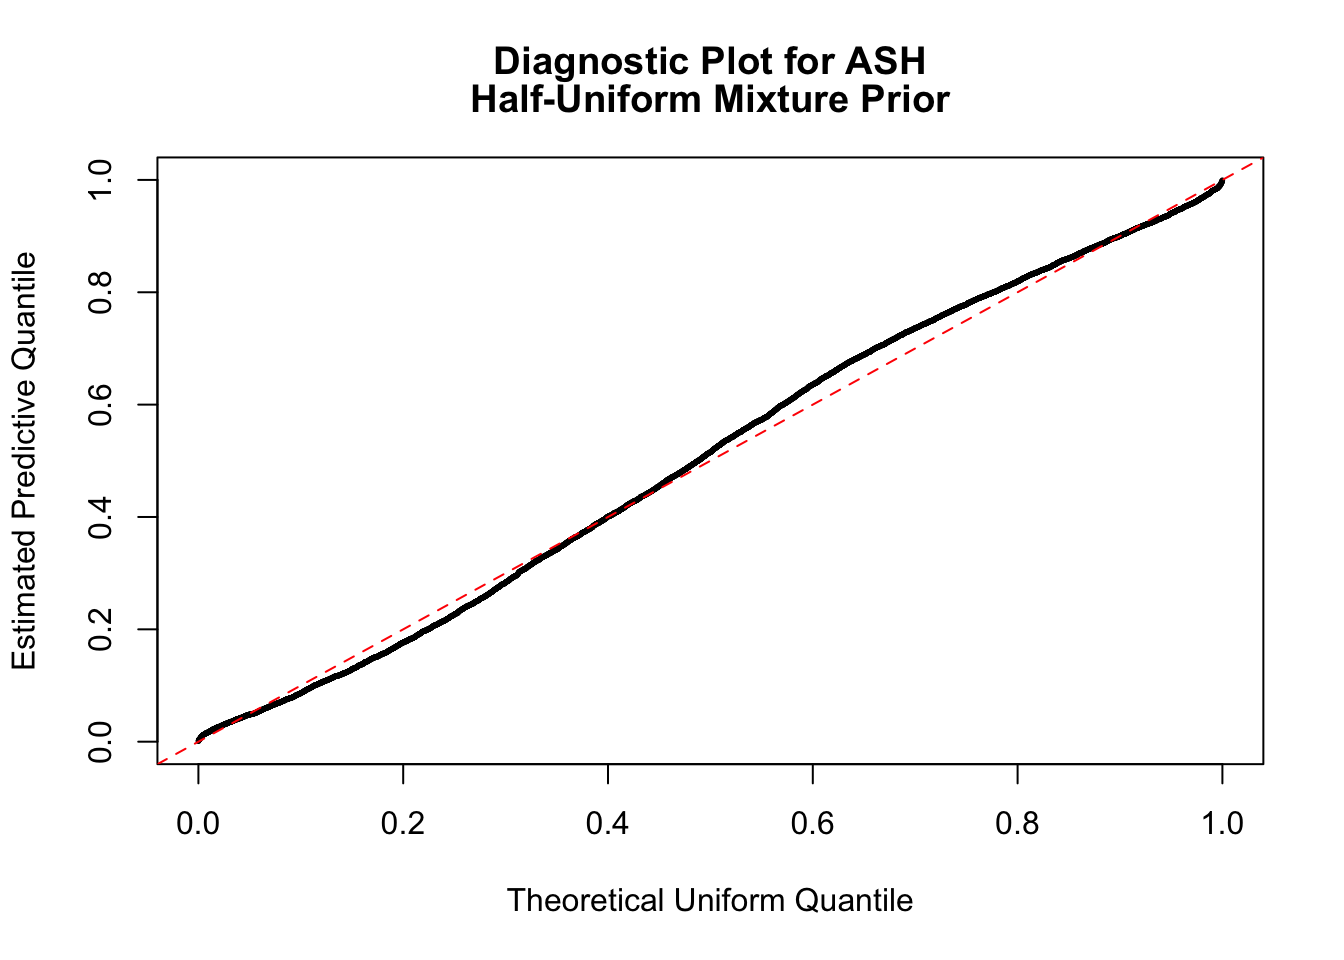 Diagnostic Plot for ASH
Half-Uniform Mixture Prior
Estimated Predictive Quantile
1.0
0.8
0.6
0.4
0.2
0.0
0.0 0.2 0.4 0.6 0.8 1.0
Theoretical Uniform Quantile